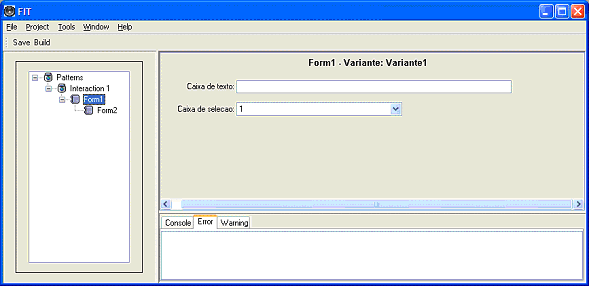 FIT
File Project Tools Window Help
Save Build
Patterns
Interaction 1
Form1
Form2
Form1 - Variante: Variante1
Caixa de texto:
Caixa de selecao: 1
Console Error Warning